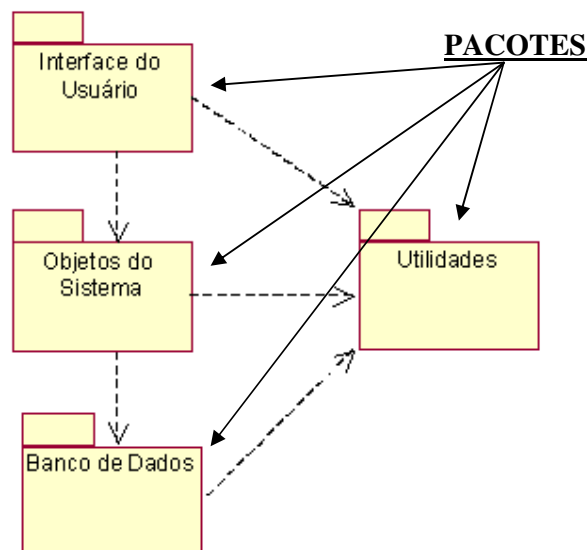 PACOTES
Interface do
Usuário
Objetos do
Sistema
Utilidades
Banco de Dados